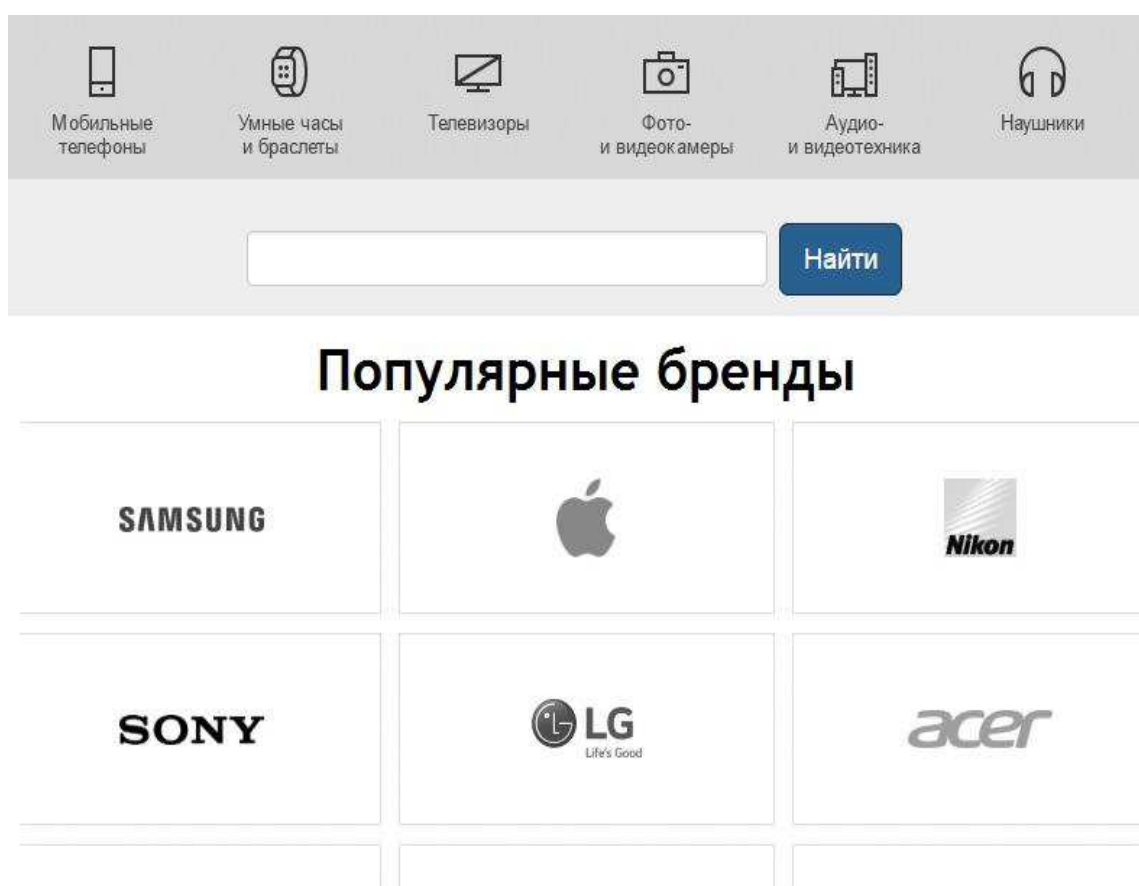 Мобильные
телефоны
Умные часы
и браслеты
Телевизоры
Фото-
и видеокамеры
Аудио-
и видеотехника
Наушники
Найти
Популярные бренды
SAMSUNG
Nikon
SONY
LG
Life's Good
acer